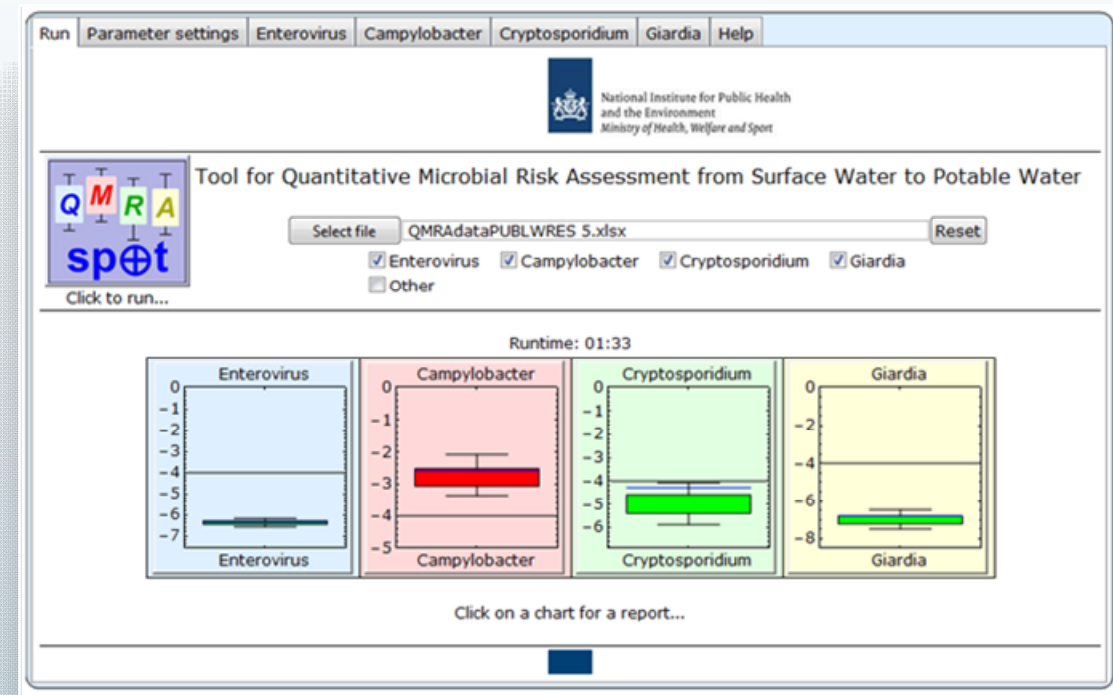 Run Parameter settings Enterovirus Campylobacter Cryptosporidium Giardia Help
National Institute for Public Health
and the Environment
Ministry of Health, Welfare and Sport
Q M R A
spot
Click to run...
Tool for Quantitative Microbial Risk Assessment from Surface Water to Potable Water
Select file QMRAdataPUBLWRES 5.xlsx Reset
Enterovirus Campylobacter Cryptosporidium Giardia
Other
Runtime: 01:33
Enterovirus
0
-1
-2
-3
-4
-5
-6
-7
Enterovirus
Campylobacter
0
-1
-2
-3
-4
-5
Campylobacter
Cryptosporidium
0
-1
-2
-3
-4
-5
-6
Cryptosporidium
Giardia
0
-2
-4
-6
-8
Giardia
Click on a chart for a report...